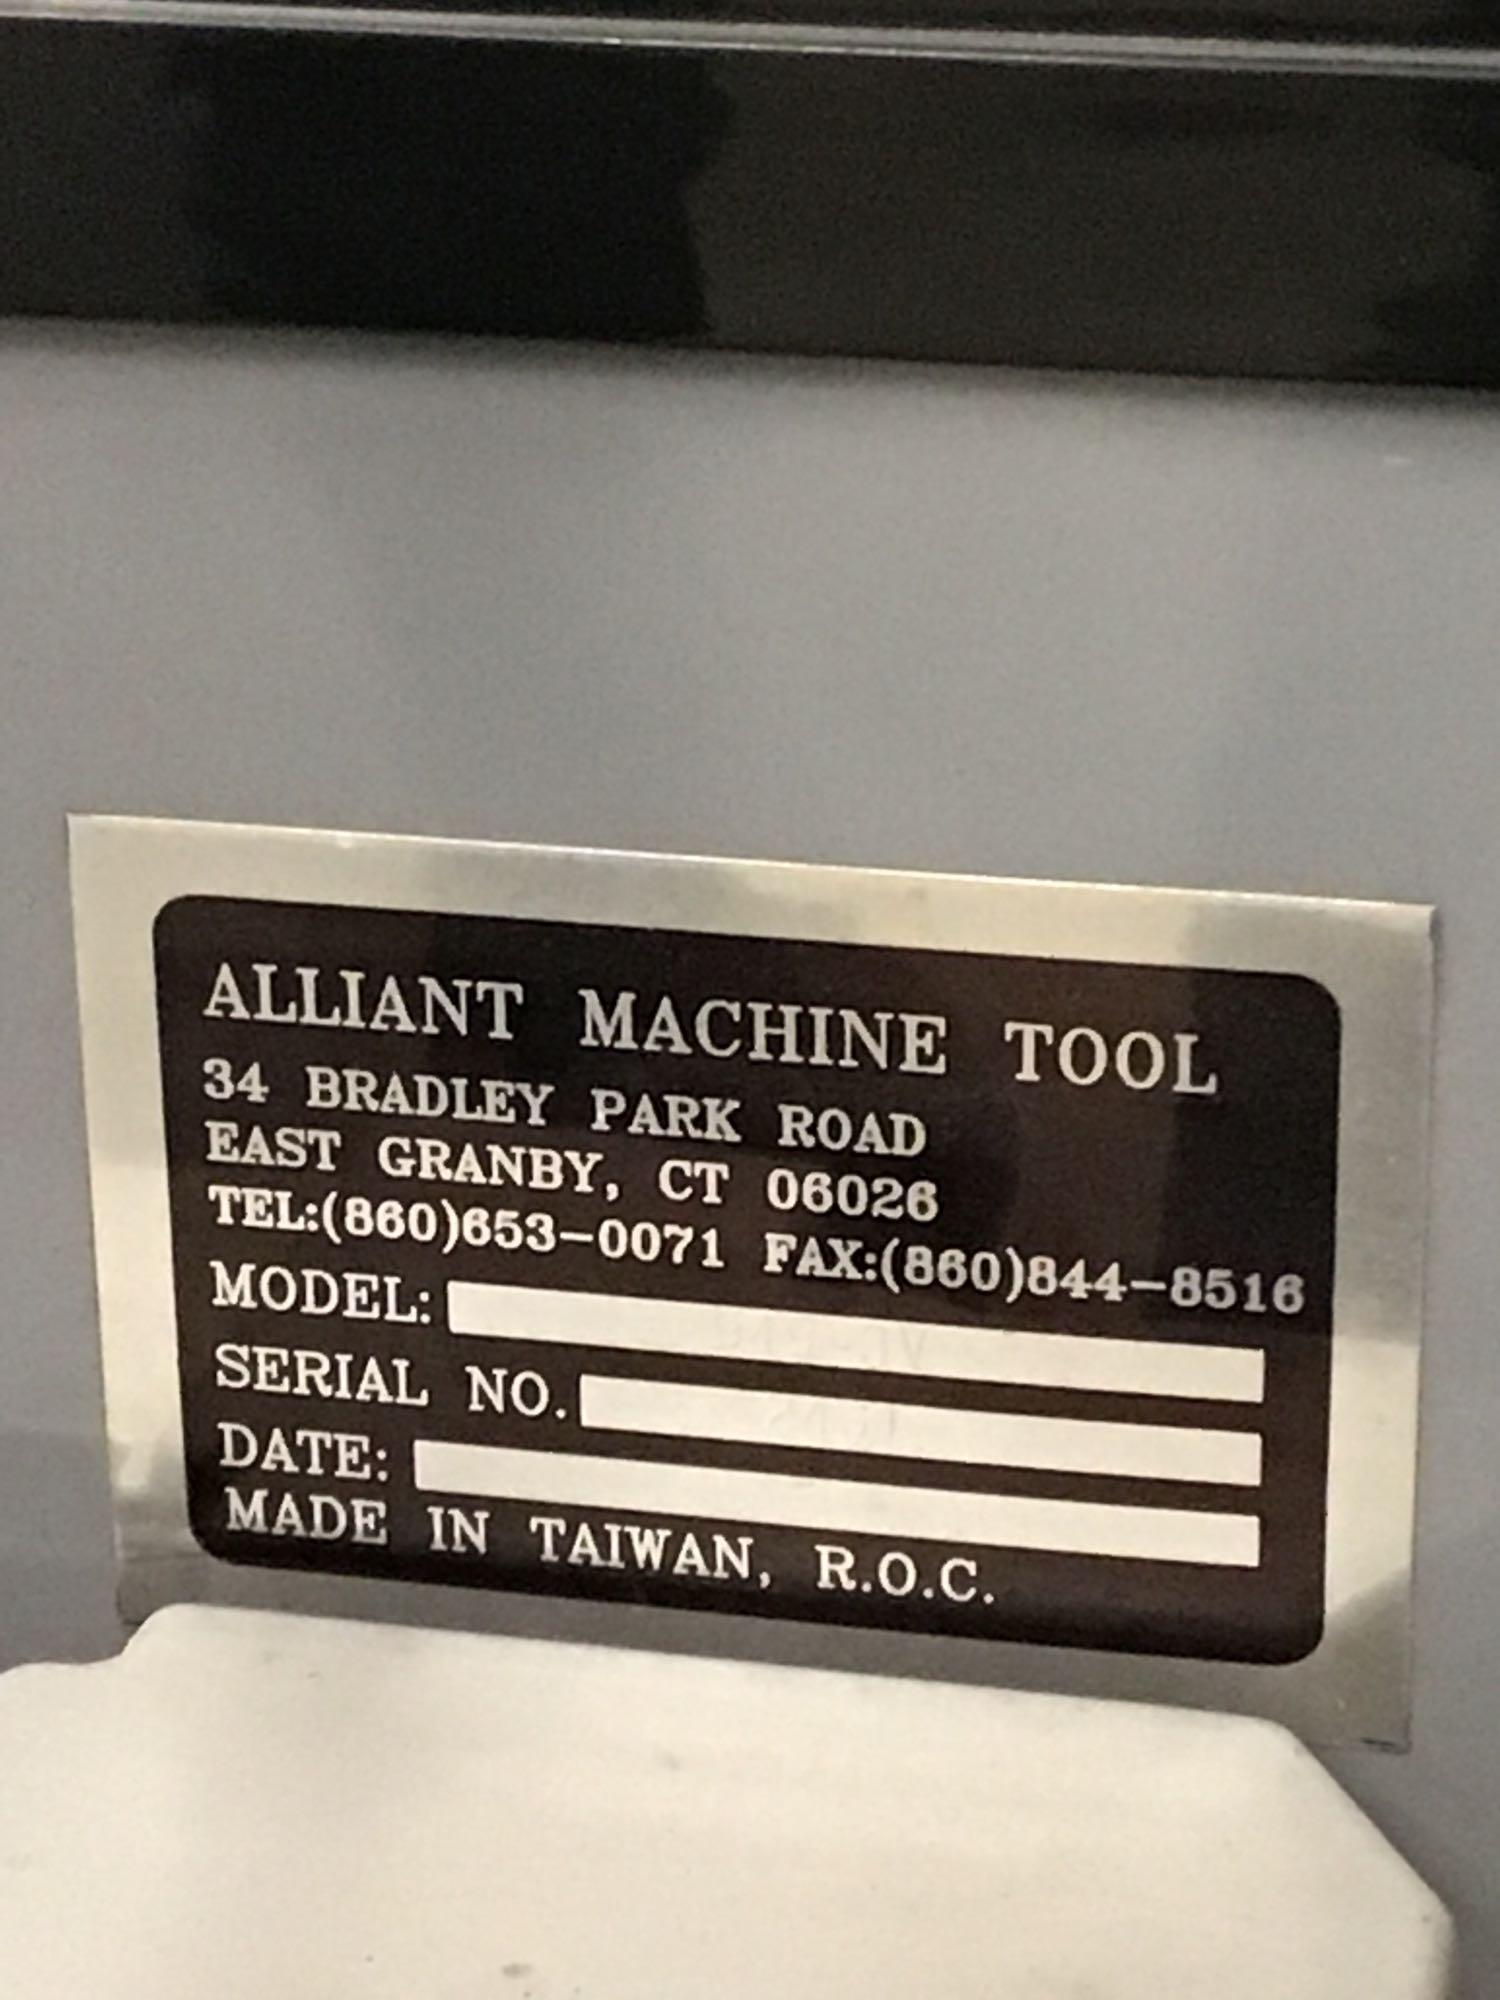 ALLIANT MACHINE TOOL
34 BRADLEY PARK ROAD
EAST GRANBY, CT 06026
TEL:(860)653-0071 FAX:(860)844-8516
MODEL:
SERIAL NO.
DATE:
MADE IN TAIWAN, R.O.C.